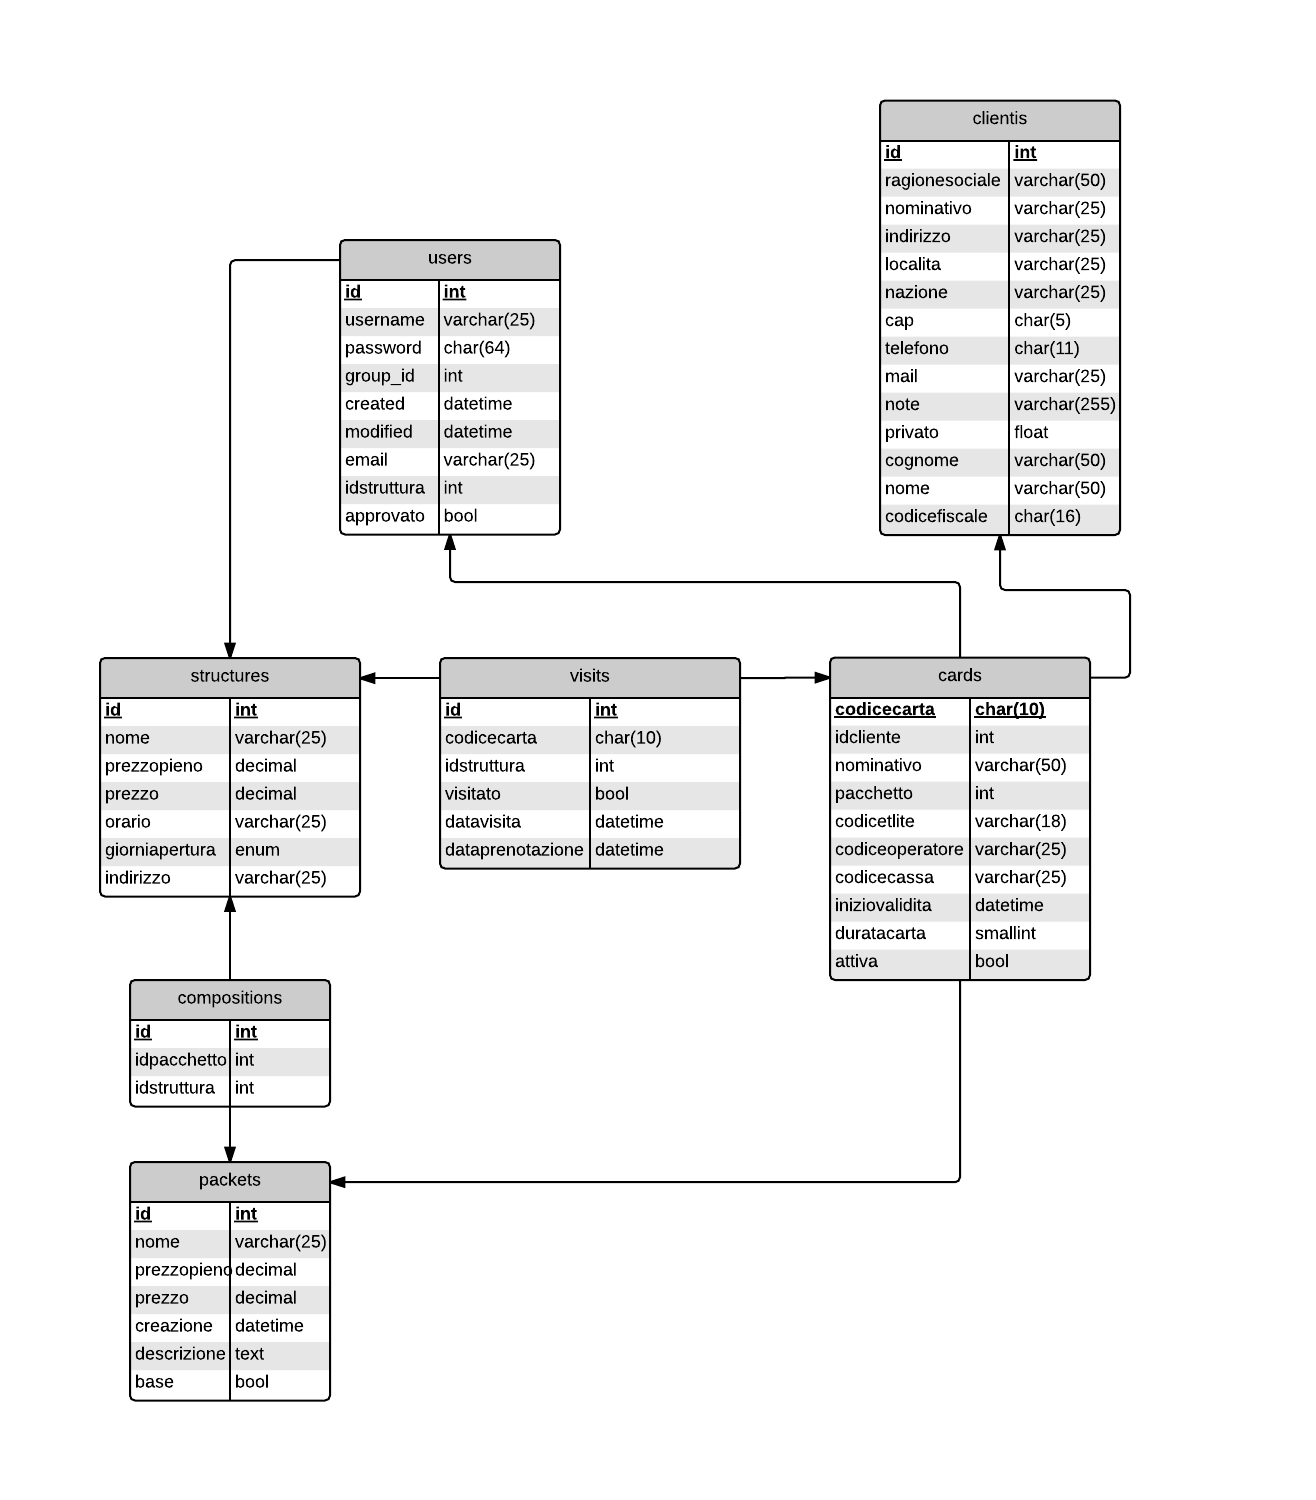 clientis
id int
ragionesociale varchar(50)
nominativo varchar(25)
indirizzo varchar(25)
localita varchar(25)
nazione varchar(25)
cap char(5)
telefono char(11)
mail varchar(25)
note varchar(255)
privato float
cognome varchar(50)
nome varchar(50)
codicefiscale char(16)
users
id int
username varchar(25)
password char(64)
group_id int
created datetime
modified datetime
email varchar(25)
idstruttura int
approvato bool
structures
id int
nome varchar(25)
prezzopieno decimal
prezzo decimal
orario varchar(25)
giorniapertura enum
indirizzo varchar(25)
visits
id int
codicecarta char(10)
idstruttura int
visitato bool
datavisita datetime
dataprenotazione datetime
cards
codicecarta char(10)
idcliente int
nominativo varchar(50)
pacchetto int
codicetlite varchar(18)
codiceoperatore varchar(25)
codicecassa varchar(25)
iniziovalidita datetime
duratacarta smallint
attiva bool
compositions
id int
idpacchetto int
idstruttura int
packets
id int
nome varchar(25)
prezzopieno decimal
prezzo decimal
creazione datetime
descrizione text
base bool